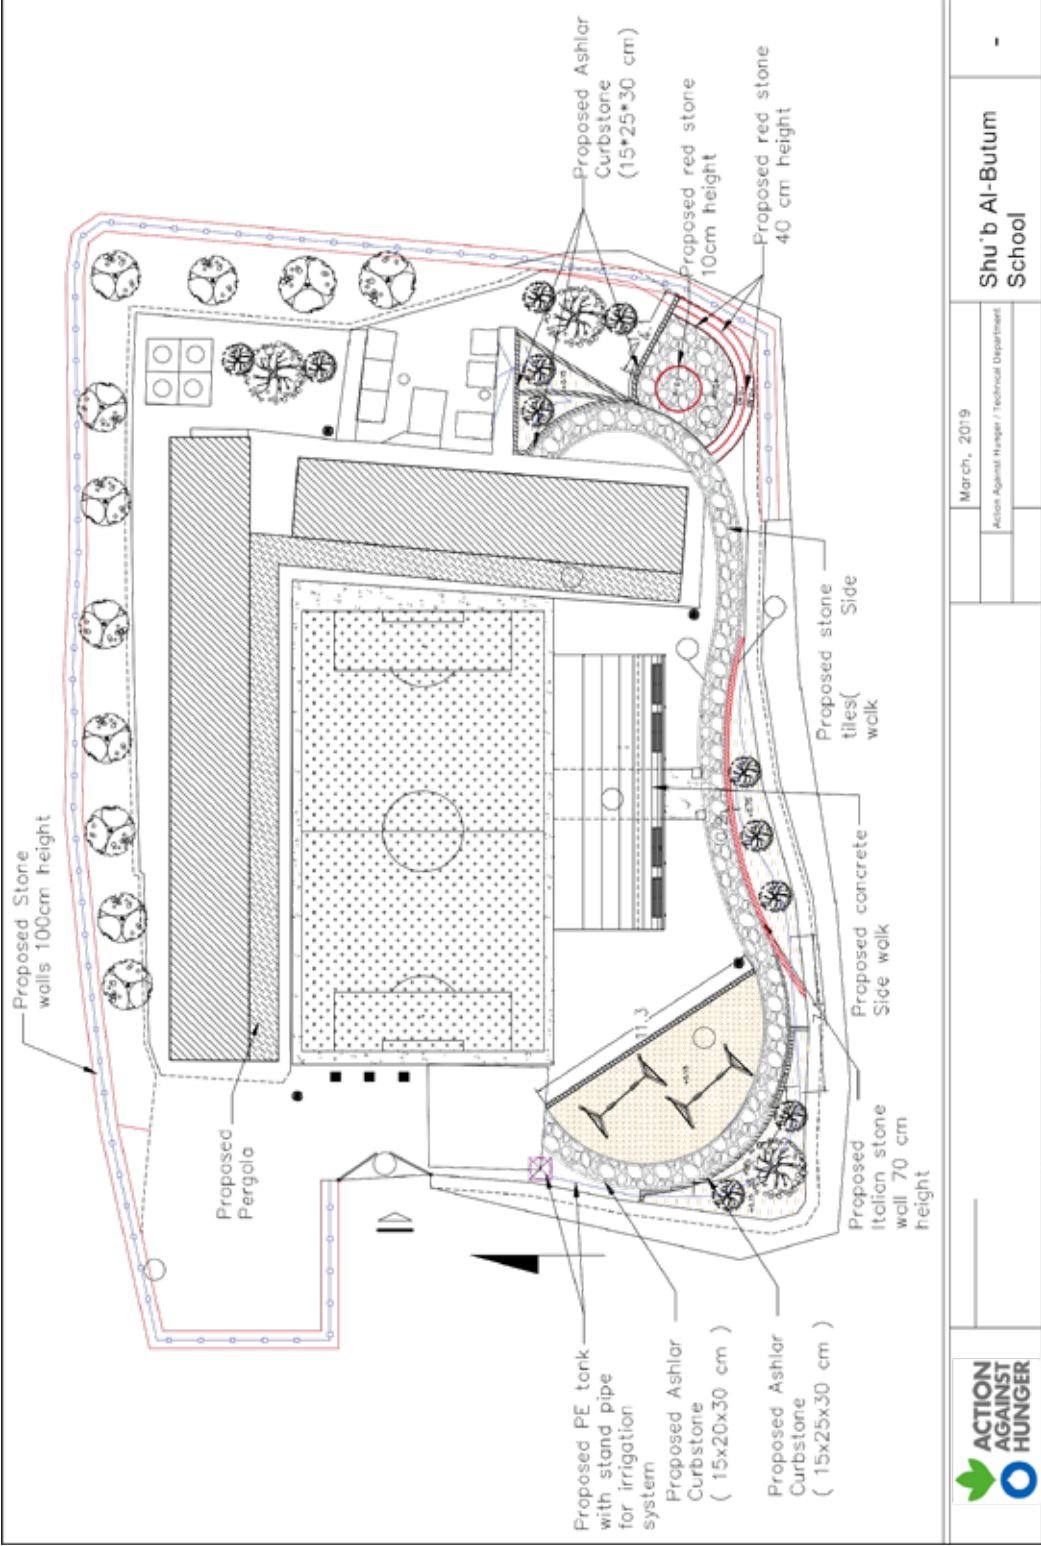 Proposed Stone
walls 100cm height
Proposed
Pergola
Proposed PE tank
with stand pipe
for irrigation
system
Proposed Ashlar
Curbstone
( 15x20x30 cm )
Proposed Ashlar
Curbstone
( 15x25x30 cm )
Proposed
Italian stone
wall 70 cm
height
Proposed concrete
Side walk
Proposed stone
tiles( Side
walk
Proposed Ashlar
Curbstone
(15*25*30 cm)
Proposed red stone
10cm height
Proposed red stone
40 cm height
11.3
ACTION
AGAINST
HUNGER
March, 2019
Action Against Hunger / Technical Department
Shu'b Al-Butum
School
-